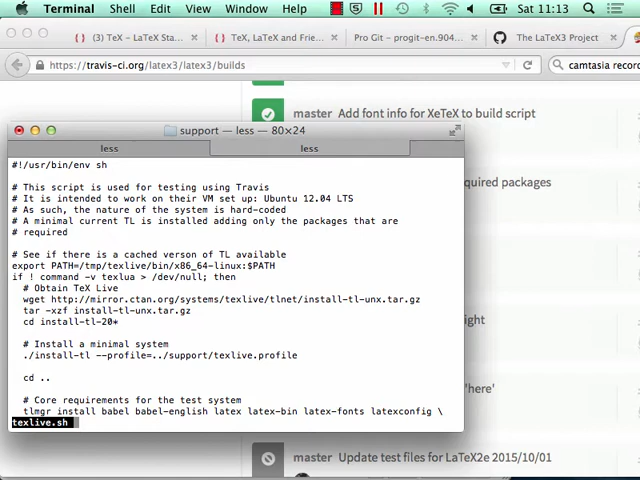 Terminal Shell Edit View Window Help Sat 11:13
(3) TeX - LaTeX Sta... TeX, LaTeX and Frie... Pro Git - progit-en.904... The LaTeX3 Project
https://travis-ci.org/latex3/latex3/builds camtasia record
master Add font info for XeTeX to build script
support — less — 80×24
less less
#!/usr/bin/env sh
# This script is used for testing using Travis
quired packages
# It is intended to work on their VM set up: Ubuntu 12.04 LTS
# As such, the nature of the system is hard-coded
# A minimal current TL is installed adding only the packages that are
# required
# See if there is a cached verson of TL available
export PATH=/tmp/texlive/bin/x86_64-linux:$PATH
if ! command -v texlua > /dev/null; then
# Obtain TeX Live
wget http://mirror.ctan.org/systems/texlive/tlnet/install-tl-unx.tar.gz
tar -xzf install-tl-unx.tar.gz
cd install-tl-20*
ight
# Install a minimal system
./install-tl --profile=../support/texlive.profile
cd ..
'here'
# Core requirements for the test system
tlmgr install babel babel-english latex latex-bin latex-fonts latexconfig \
texlive.sh
master Update test files for LaTeX2e 2015/10/01